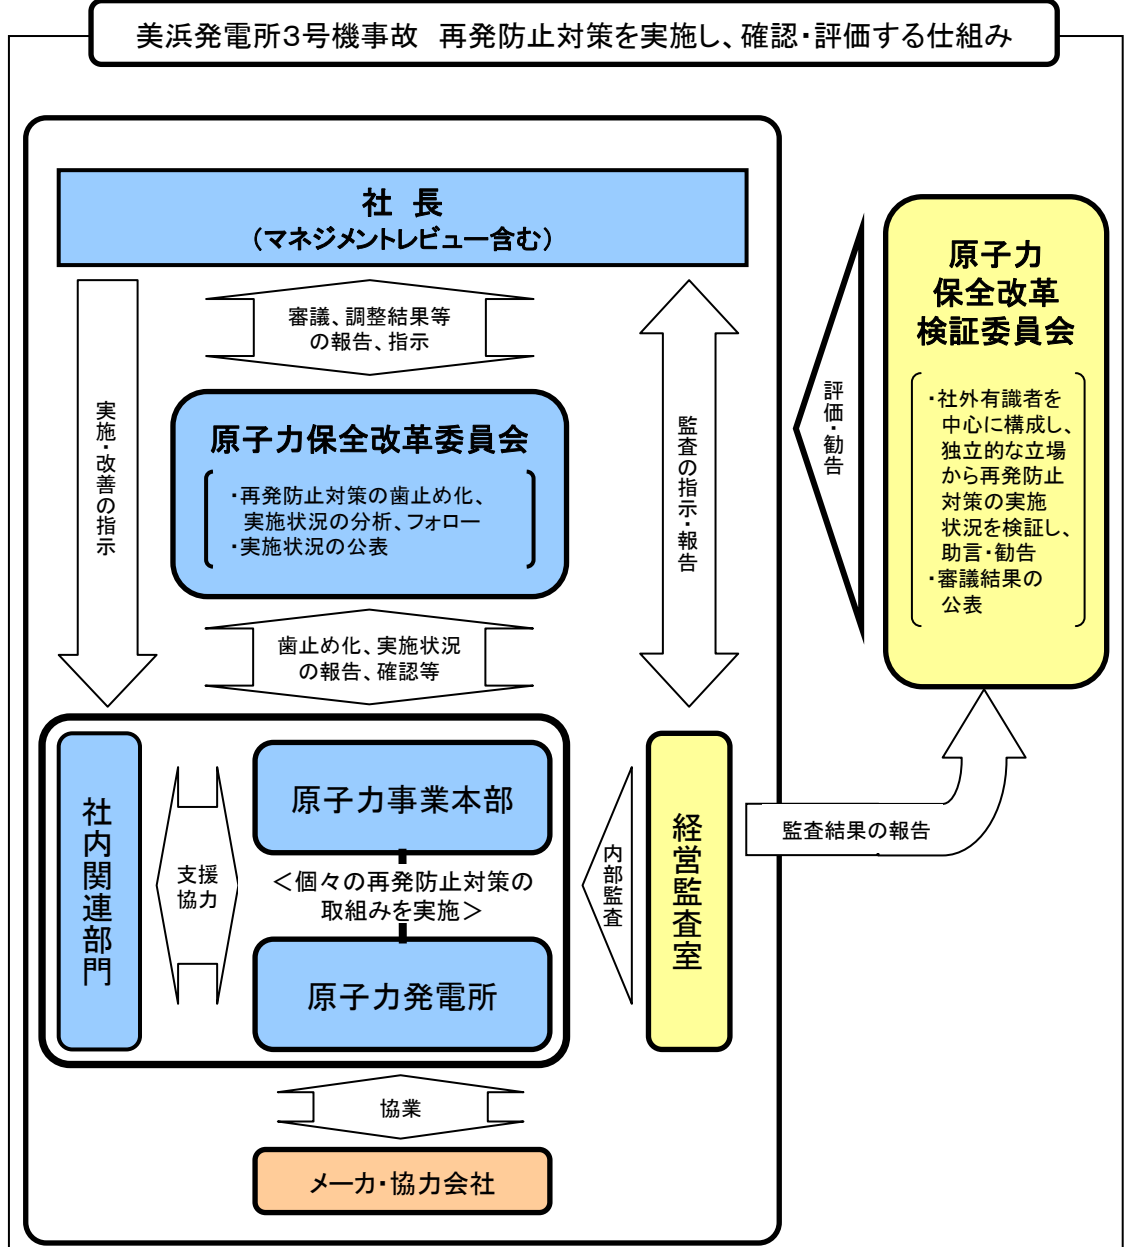 美浜発電所3号機事故　再発防止対策を実施し、確認・評価する仕組み
社　長
（マネジメントレビュー含む）
審議、調整結果等
の報告、指示
実施・改善の指示
原子力保全改革委員会
・再発防止対策の歯止め化、
実施状況の分析、フォロー
・実施状況の公表
監査の指示・報告
評価・勧告
原子力
保全改革
検証委員会
・社外有識者を
中心に構成し、
独立的な立場
から再発防止
対策の実施
状況を検証し、
助言・勧告
・審議結果の
公表
歯止め化、実施状況
の報告、確認等
社内関連部門
支援
協力
原子力事業本部
＜個々の再発防止対策の
取組みを実施＞
原子力発電所
内部監査
経営監査室
監査結果の報告
協業
メーカ・協力会社